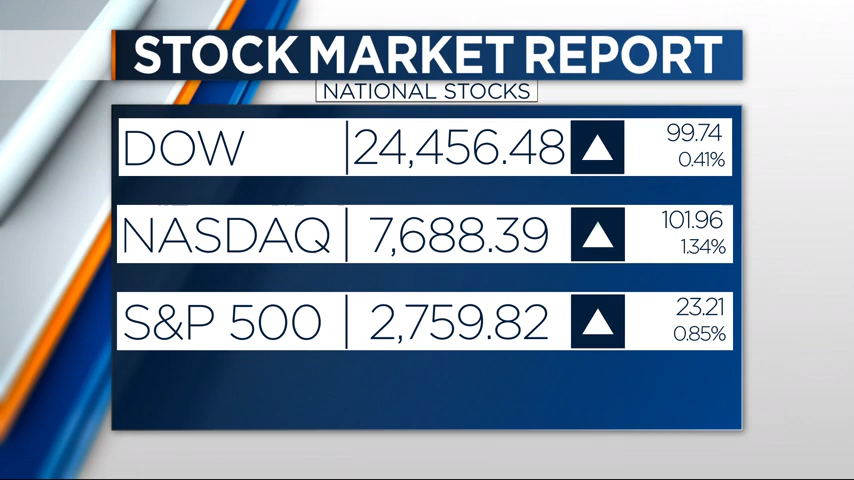 STOCK MARKET REPORT
NATIONAL STOCKS
DOW 24,456.48 ▲ 99.74
0.41%
NASDAQ 7,688.39 ▲ 101.96
1.34%
S&P 500 2,759.82 ▲ 23.21
0.85%